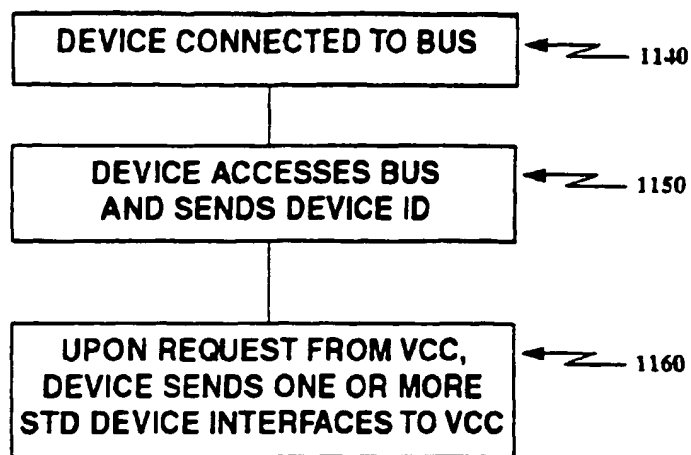 DEVICE CONNECTED TO BUS
1140
DEVICE ACCESSES BUS
AND SENDS DEVICE ID
1150
UPON REQUEST FROM VCC,
DEVICE SENDS ONE OR MORE
STD DEVICE INTERFACES TO VCC
1160